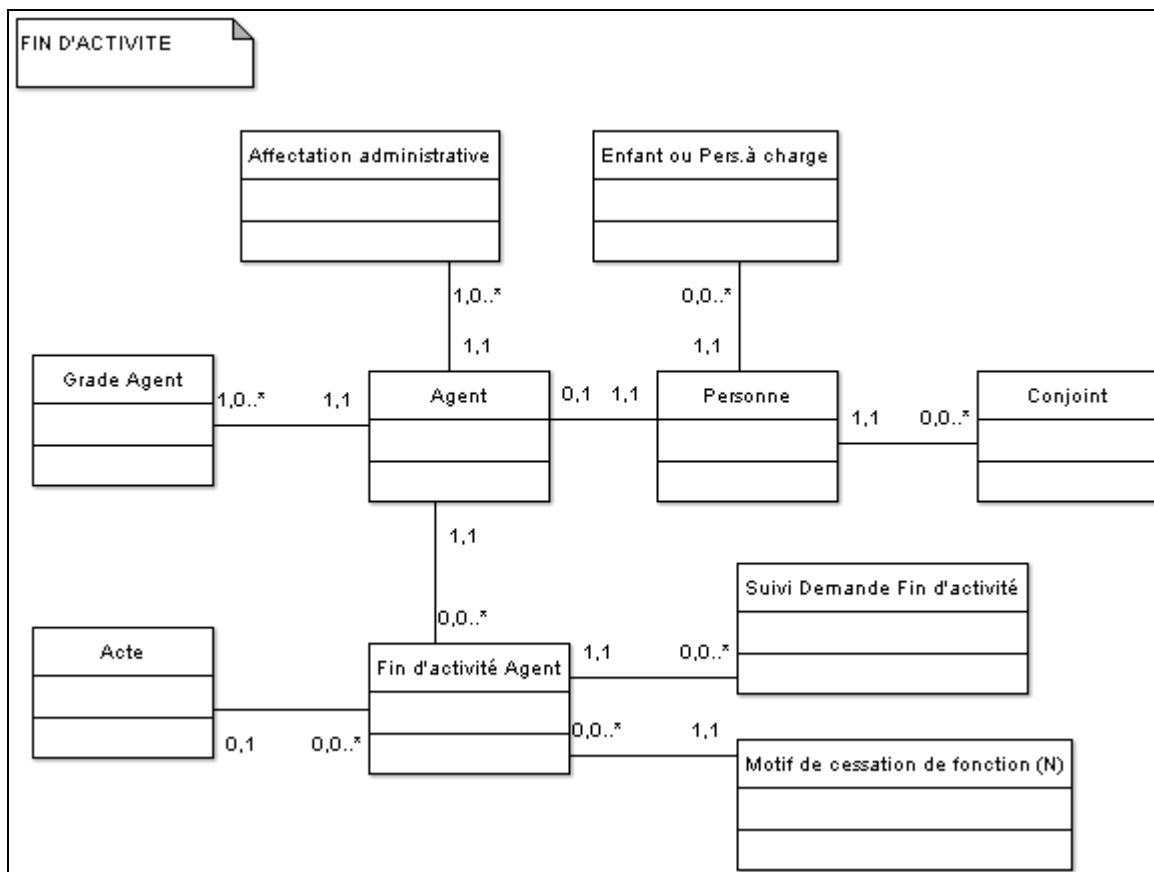 FIN D'ACTIVITE
Affectation administrative
Enfant ou Pers.à charge
1,0..*
0,0..*
1,1
1,1
Grade Agent
Agent
Personne
Conjoint
1,0..*
1,1
0,1
1,1
1,1
0,0..*
1,1
Suivi Demande Fin d'activité
0,0..*
Acte
Fin d'activité Agent
1,1
0,0..*
0,1
0,0..*
0,0..*
1,1
Motif de cessation de fonction (N)